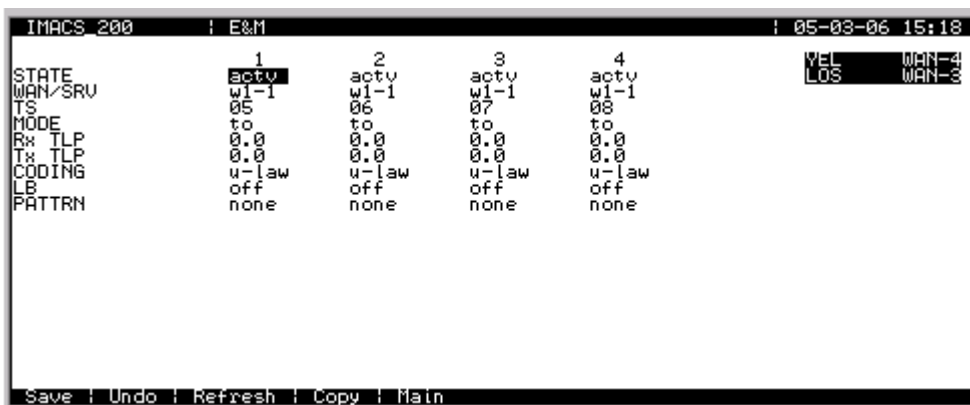 IMACS_200 ¦ E&M ¦ 05-03-06 15:18
1 2 3 4 YEL WAN-4
STATE actv actv actv actv LOS WAN-3
WAN/SRV w1-1 w1-1 w1-1 w1-1
TS 05 06 07 08
MODE to to to to
Rx TLP 0.0 0.0 0.0 0.0
Tx TLP 0.0 0.0 0.0 0.0
CODING u-law u-law u-law u-law
LB off off off off
PATTRN none none none none
Save ¦ Undo ¦ Refresh ¦ Copy ¦ Main